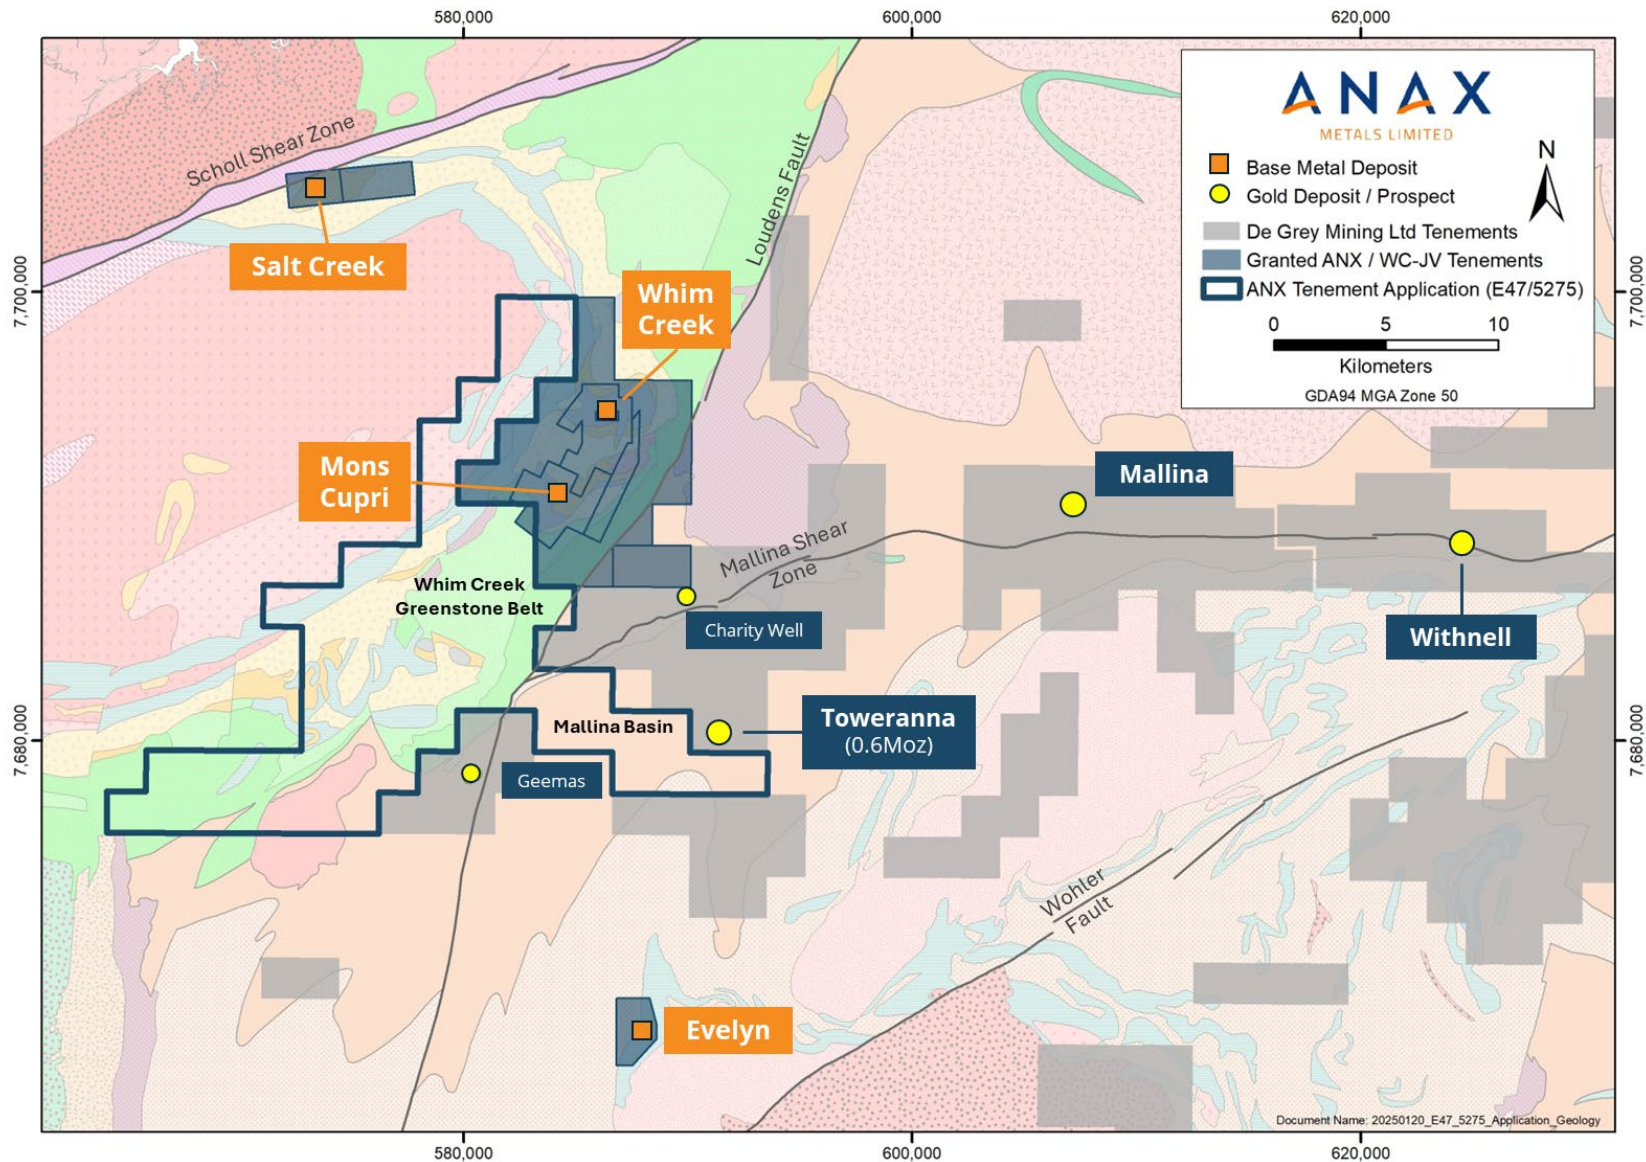 580,000
600,000
620,000
ANAX
METALS LIMITED
N
Base Metal Deposit
Gold Deposit / Prospect
De Grey Mining Ltd Tenements
Granted ANX / WC-JV Tenements
ANX Tenement Application (E47/5275)
0 5 10
Kilometers
GDA94 MGA Zone 50
Scholl Shear Zone
Loudens Fault
Salt Creek
7,700,000
7,700,000
Whim
Creek
Mons
Cupri
Mallina
Mallina Shear
Zone
Whim Creek
Greenstone Belt
Charity Well
Withnell
Mallina Basin
Toweranna
(0.6Moz)
7,680,000
7,680,000
Geemas
Wohler
Fault
Evelyn
Document Name: 20250120_E47_5275_Application_Geology
580,000
600,000
620,000